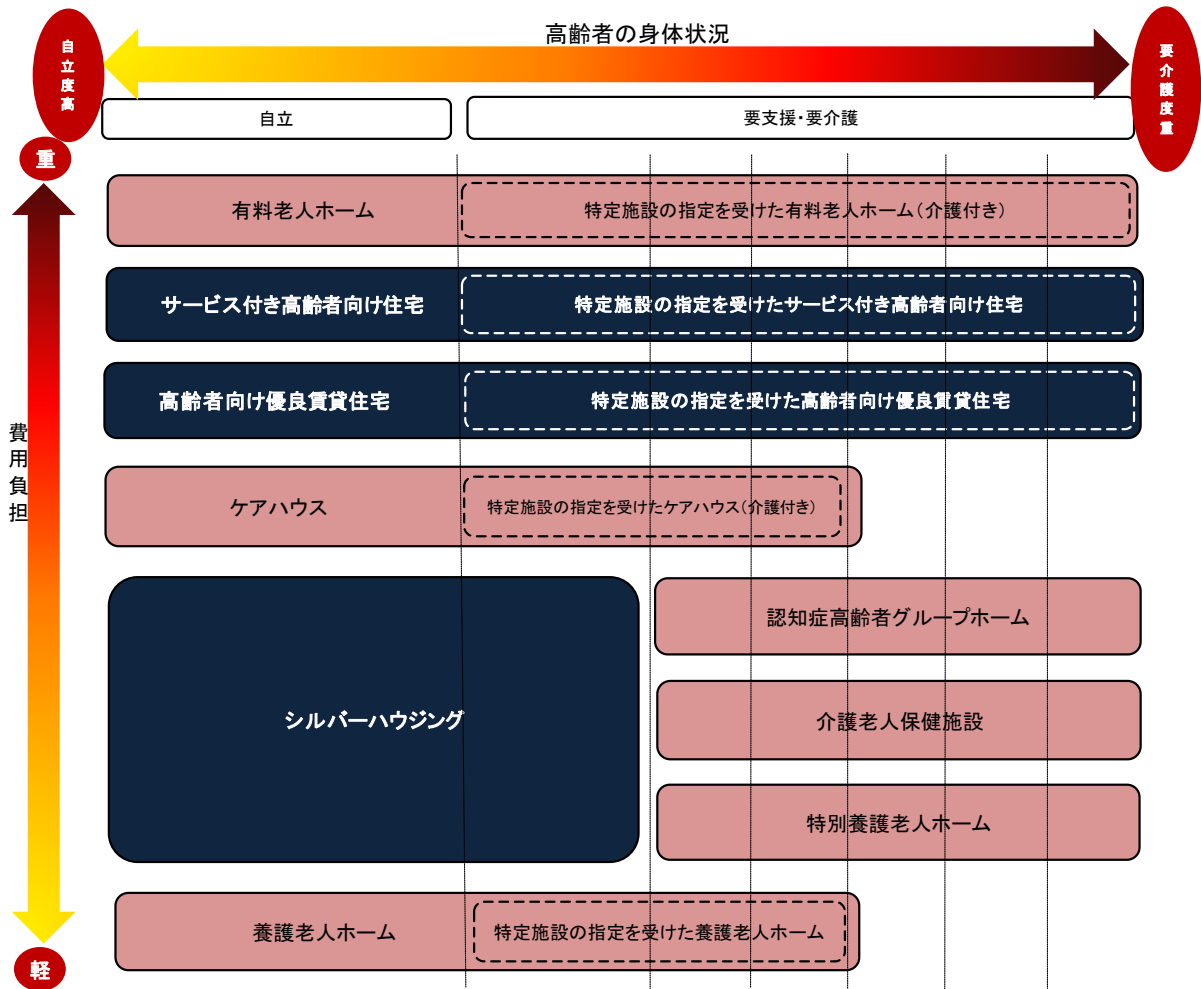 高齢者の身体状況
自立度高
要介護度重
自立
要支援・要介護
重
有料老人ホーム
特定施設の指定を受けた有料老人ホーム(介護付き)
サービス付き高齢者向け住宅
特定施設の指定を受けたサービス付き高齢者向け住宅
高齢者向け優良賃貸住宅
特定施設の指定を受けた高齢者向け優良賃貸住宅
費用負担
ケアハウス
特定施設の指定を受けたケアハウス(介護付き)
認知症高齢者グループホーム
シルバーハウジング
介護老人保健施設
特別養護老人ホーム
養護老人ホーム
特定施設の指定を受けた養護老人ホーム
軽